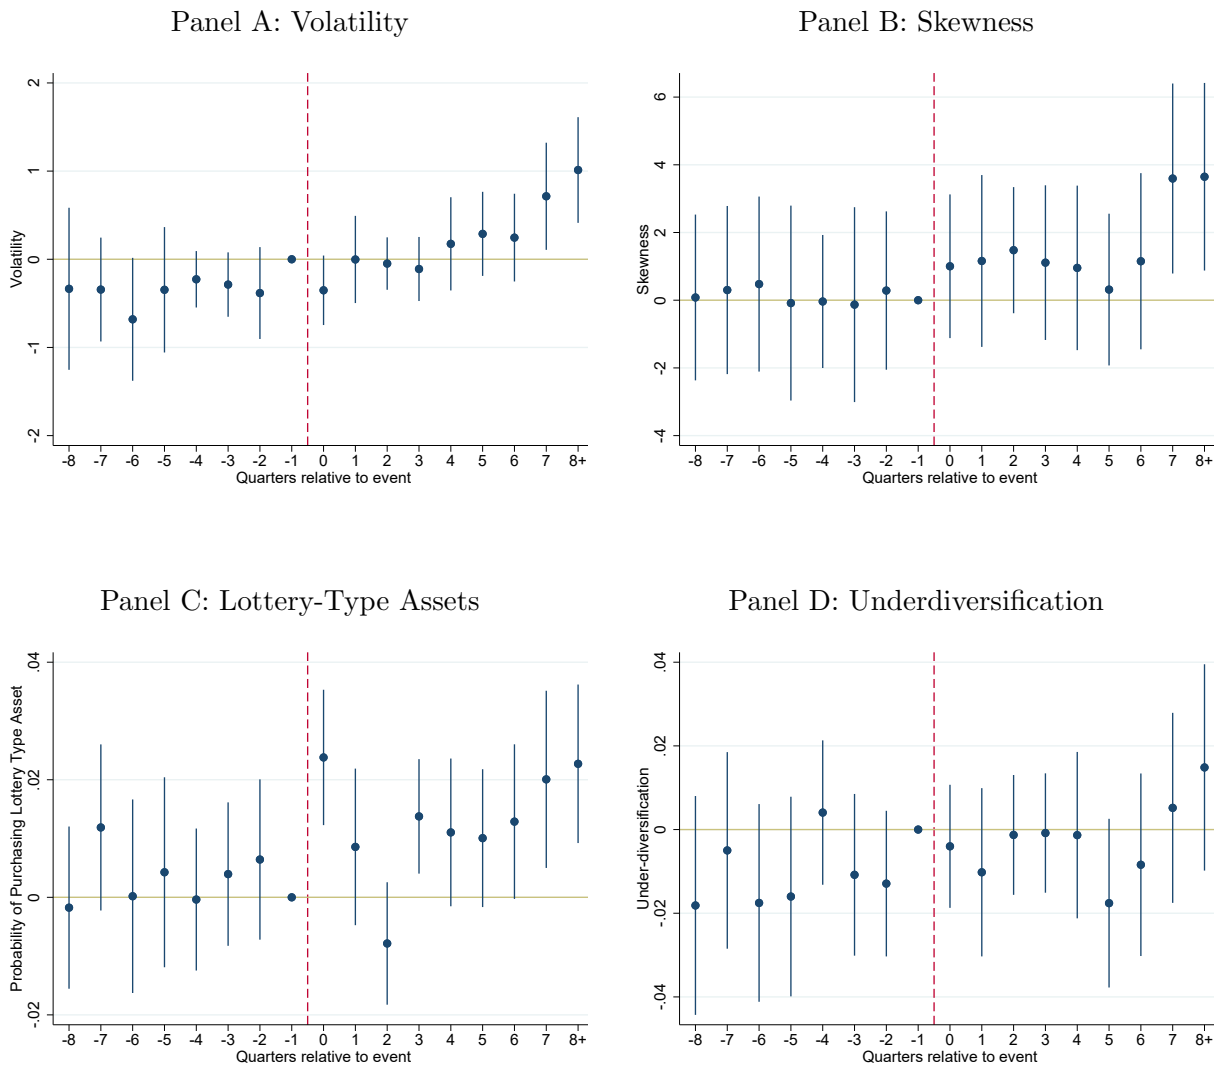 Panel A: Volatility
Volatility
2
1
0
-1
-2
-8 -7 -6 -5 -4 -3 -2 -1 0 1 2 3 4 5 6 7 8+
Quarters relative to event
Panel B: Skewness
Skewness
6
4
2
0
-2
-4
-8 -7 -6 -5 -4 -3 -2 -1 0 1 2 3 4 5 6 7 8+
Quarters relative to event
Panel C: Lottery-Type Assets
Probability of Purchasing Lottery Type Asset
.04
.02
0
-.02
-8 -7 -6 -5 -4 -3 -2 -1 0 1 2 3 4 5 6 7 8+
Quarters relative to event
Panel D: Underdiversification
Under-diversification
.04
.02
0
-.02
-.04
-8 -7 -6 -5 -4 -3 -2 -1 0 1 2 3 4 5 6 7 8+
Quarters relative to event